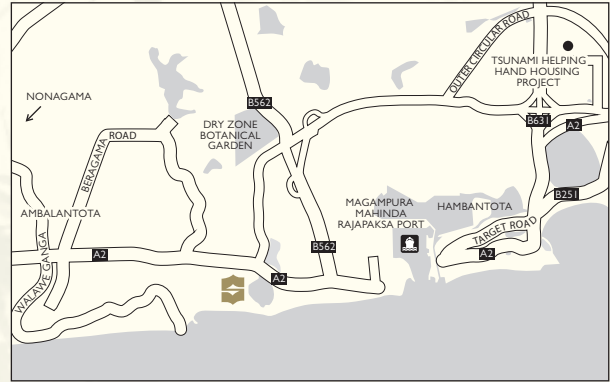 OUTER CIRCULAR ROAD
TSUNAMI HELPING
HAND HOUSING
PROJECT
NONAGAMA
B562
DRY ZONE
BOTANICAL
GARDEN
B631
A2
BERAGAMA ROAD
B251
AMBALANTOTA
MAGAMPURA
MAHINDA
RAJAPAKSA PORT
HAMBANTOTA
TARGET ROAD
A2
B562
A2
A2
WALAWE GANGA